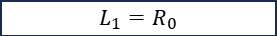 L₁ = R₀